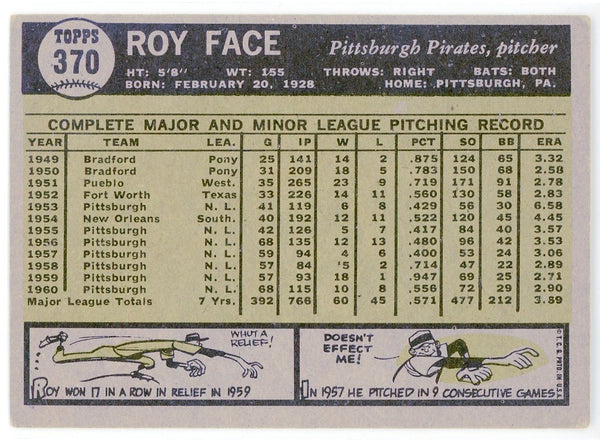 TOPPS
370
ROY FACE
Pittsburgh Pirates, pitcher
HT: 5'8" WT: 155 THROWS: RIGHT BATS: BOTH
BORN: FEBRUARY 20, 1928 HOME: PITTSBURGH, PA.
COMPLETE MAJOR AND MINOR LEAGUE PITCHING RECORD
YEAR TEAM LEA. G IP W L PCT SO BB ERA
1949 Bradford Pony 25 141 14 2 .875 124 65 3.32
1950 Bradford Pony 31 209 18 5 .783 150 68 2.58
1951 Pueblo West. 35 265 23 9 .719 171 91 2.78
1952 Fort Worth Texas 33 226 14 11 .560 130 58 2.83
1953 Pittsburgh N. L. 41 119 6 8 .429 56 30 6.58
1954 New Orleans South. 40 192 12 11 .522 120 45 4.45
1955 Pittsburgh N. L. 42 126 5 7 .417 84 40 3.57
1956 Pittsburgh N. L. 68 135 12 13 .480 96 42 3.53
1957 Pittsburgh N. L. 59 94 4 6 .400 53 24 3.06
1958 Pittsburgh N. L. 57 84 '5 2 .714 47 22 2.89
1959 Pittsburgh N. L. 57 93 18 1 .947 69 25 2.71
1960 Pittsburgh N. L. 68 115 10 8 .556 72 29 2.90
Major League Totals 7 Yrs. 392 766 60 45 .571 477 212 3.89
WHUT A
RELIEF!
ROY WON 17 IN A ROW IN RELIEF IN 1959
DOESN'T
EFFECT
ME!
IN 1957 HE PITCHED IN 9 CONSECUTIVE GAMES
© T. C. G. PRTD. IN U.S.A.